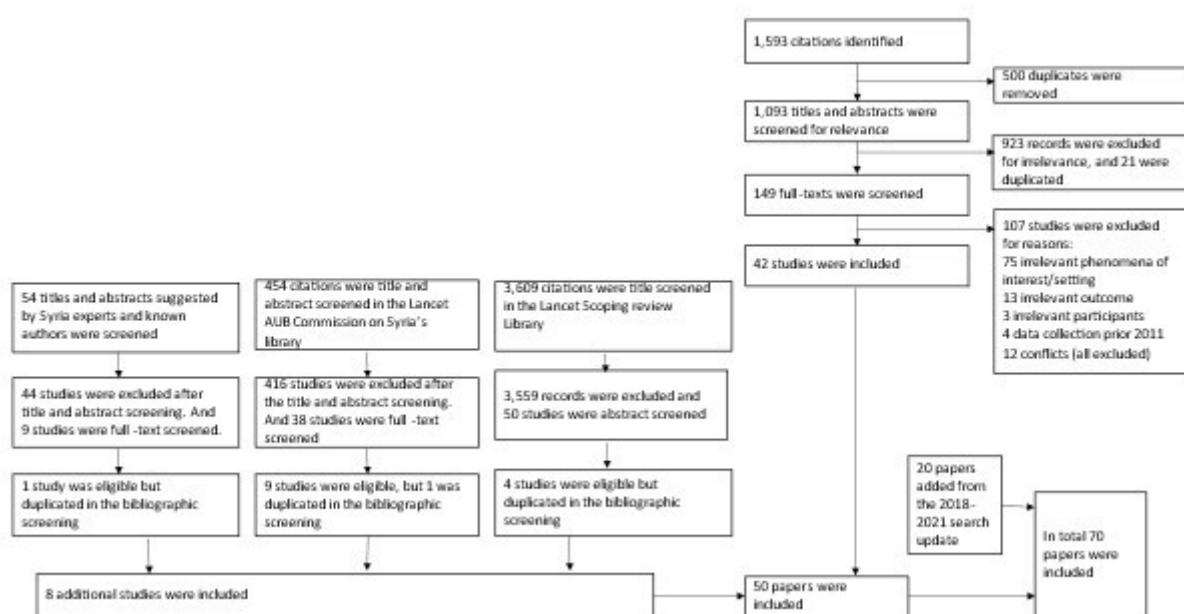 1,593 citations identified
500 duplicates were
removed
1,093 titles and abstracts were
screened for relevance
923 records were excluded
for irrelevance, and 21 were
duplicated
149 full-texts were screened
107 studies were excluded
for reasons:
75 irrelevant phenomena of
interest/setting
13 irrelevant outcome
3 irrelevant participants
4 data collection prior 2011
12 conflicts (all excluded)
42 studies were included
54 titles and abstracts suggested
by Syria experts and known
authors were screened
454 citations were title and
abstract screened in the Lancet
AUB Commission on Syria's
library
3,609 citations were title screened
in the Lancet Scoping review
Library
44 studies were excluded after
title and abstract screening. And
9 studies were full -text screened.
416 studies were excluded after
the title and abstract screening.
And 38 studies were full -text
screened
3,559 records were excluded and
50 studies were abstract screened
1 study was eligible but
duplicated in the bibliographic
screening
9 studies were eligible, but 1 was
duplicated in the bibliographic
screening
4 studies were eligible but
duplicated in the bibliographic
screening
20 papers
added from
the 2018-
2021 search
update
In total 70
papers were
included
8 additional studies were included
50 papers were
included